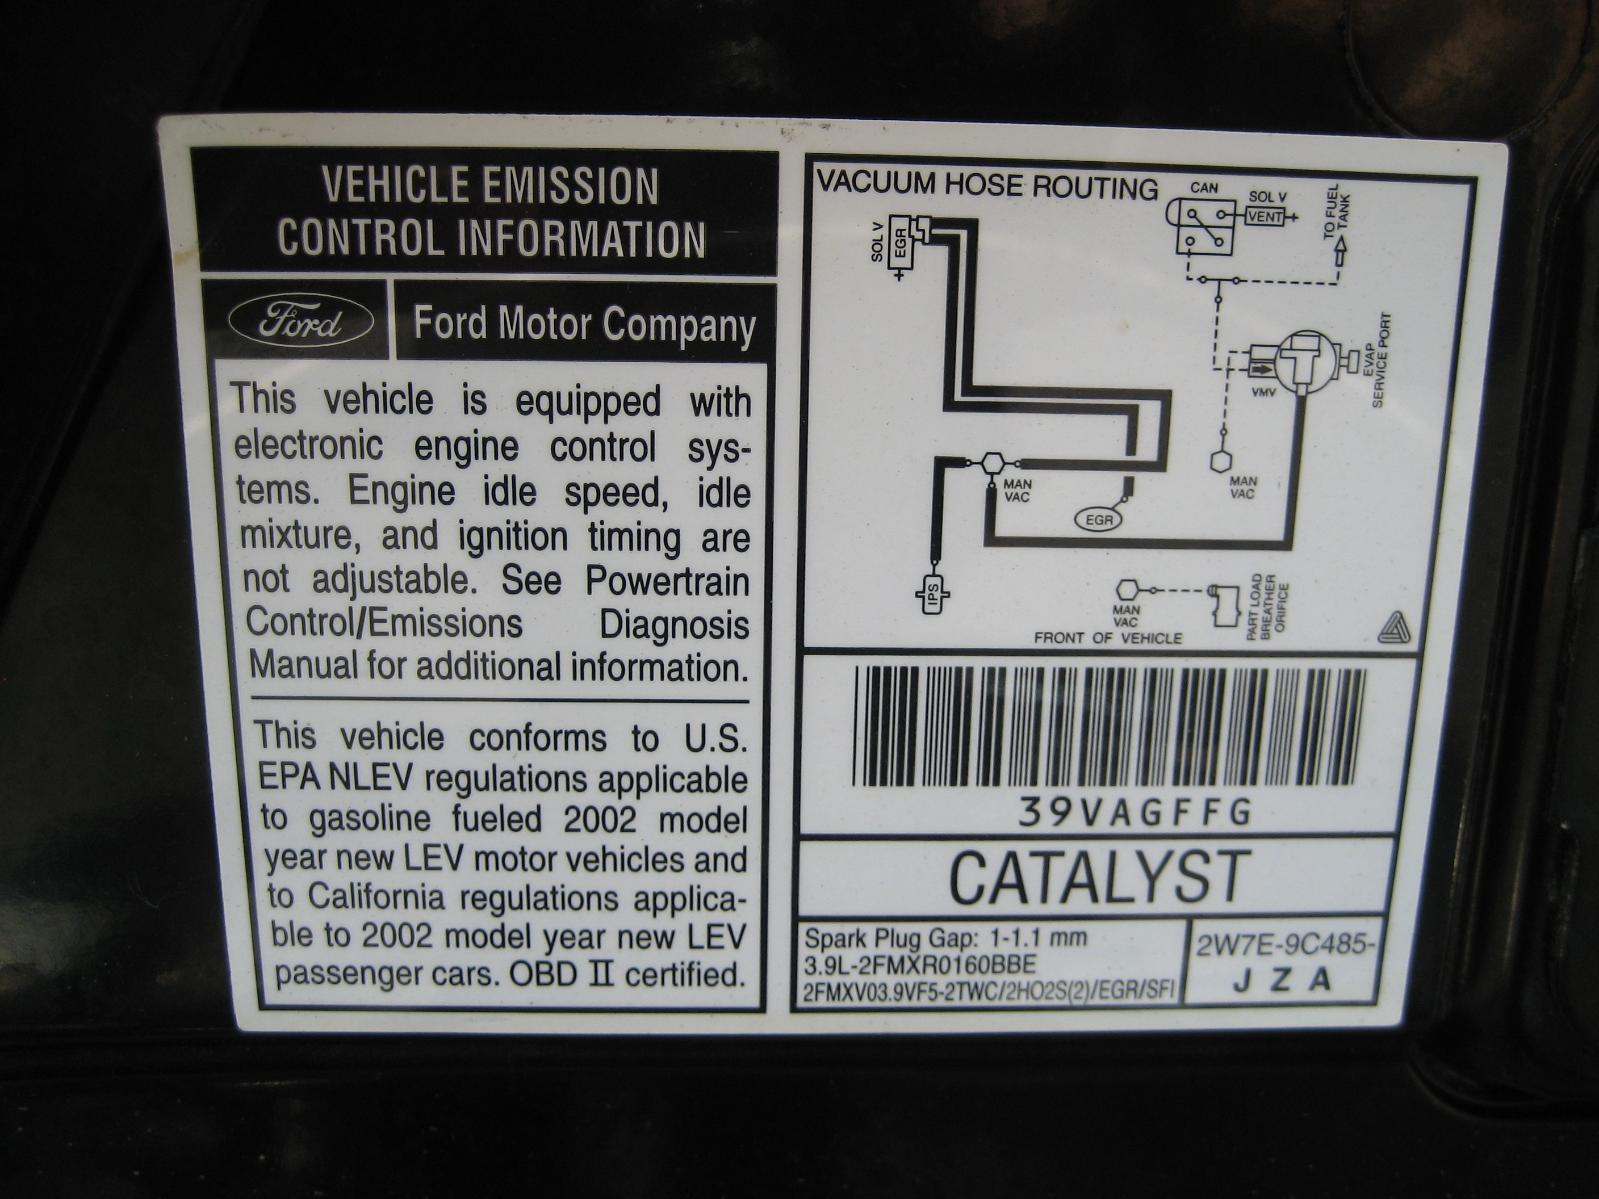 VEHICLE EMISSION
CONTROL INFORMATION
Ford
Ford Motor Company
This vehicle is equipped with
electronic engine control sys-
tems. Engine idle speed, idle
mixture, and ignition timing are
not adjustable. See Powertrain
Control/Emissions Diagnosis
Manual for additional information.
This vehicle conforms to U.S.
EPA NLEV regulations applicable
to gasoline fueled 2002 model
year new LEV motor vehicles and
to California regulations applica-
ble to 2002 model year new LEV
passenger cars. OBD II certified.
VACUUM HOSE ROUTING
CAN
SOL V
VENT +
TO FUEL
TANK
SOL V
+ EGR
VMV
EVAP
SERVICE PORT
MAN
VAC
MAN
VAC
EGR
IPS
MAN
VAC
PART LOAD
BREATHER
ORIFICE
FRONT OF VEHICLE
39VAGFFG
CATALYST
Spark Plug Gap: 1-1.1 mm
3.9L-2FMXR0160BBE
2FMXV03.9VF5-2TWC/2HO2S(2)/EGR/SFI
2W7E-9C485-
J Z A